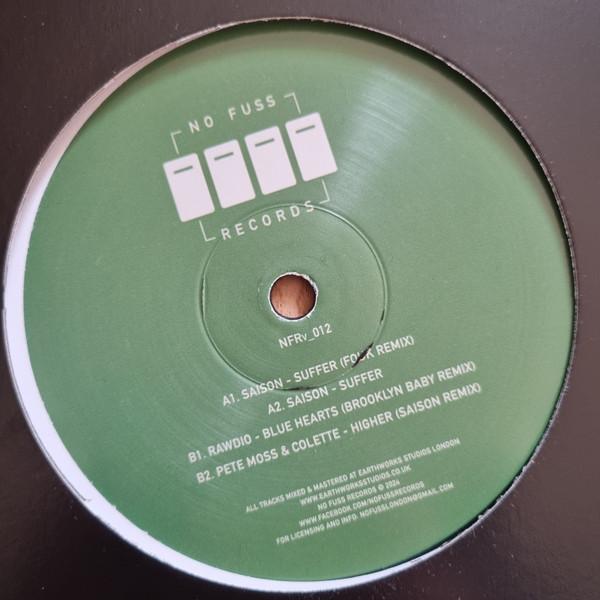 NO FUSS
RECORDS
NFRv_012
A1. SAISON - SUFFER (FOUK REMIX)
A2. SAISON - SUFFER
B1. RAWDIO - BLUE HEARTS (BROOKLYN BABY REMIX)
B2. PETE MOSS & COLETTE - HIGHER (SAISON REMIX)
ALL TRACKS MIXED & MASTERED AT EARTHWORKS STUDIOS LONDON
WWW.EARTHWORKSSTUDIOS.CO.UK
NO FUSS RECORDS © 2024
WWW.FACEBOOK.COM/NOFUSSRECORDS
FOR LICENSING AND INFO: NOFUSSLONDON@GMAIL.COM